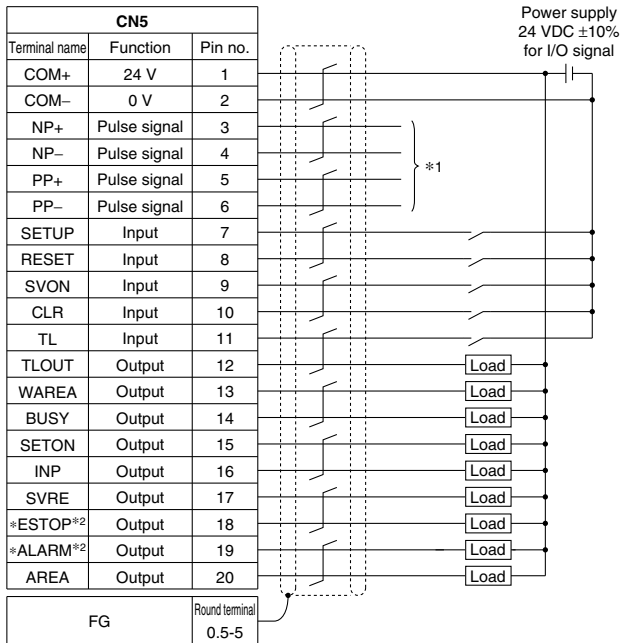 CN5
Terminal name Function Pin no.
COM+ 24 V 1
COM− 0 V 2
NP+ Pulse signal 3
NP− Pulse signal 4
PP+ Pulse signal 5
PP− Pulse signal 6
SETUP Input 7
RESET Input 8
SVON Input 9
CLR Input 10
TL Input 11
TLOUT Output 12
WAREA Output 13
BUSY Output 14
SETON Output 15
INP Output 16
SVRE Output 17
*ESTOP*2 Output 18
*ALARM*2 Output 19
AREA Output 20
FG Round terminal
0.5-5
Power supply
24 VDC ±10%
for I/O signal
*1
Load
Load
Load
Load
Load
Load
Load
Load
Load